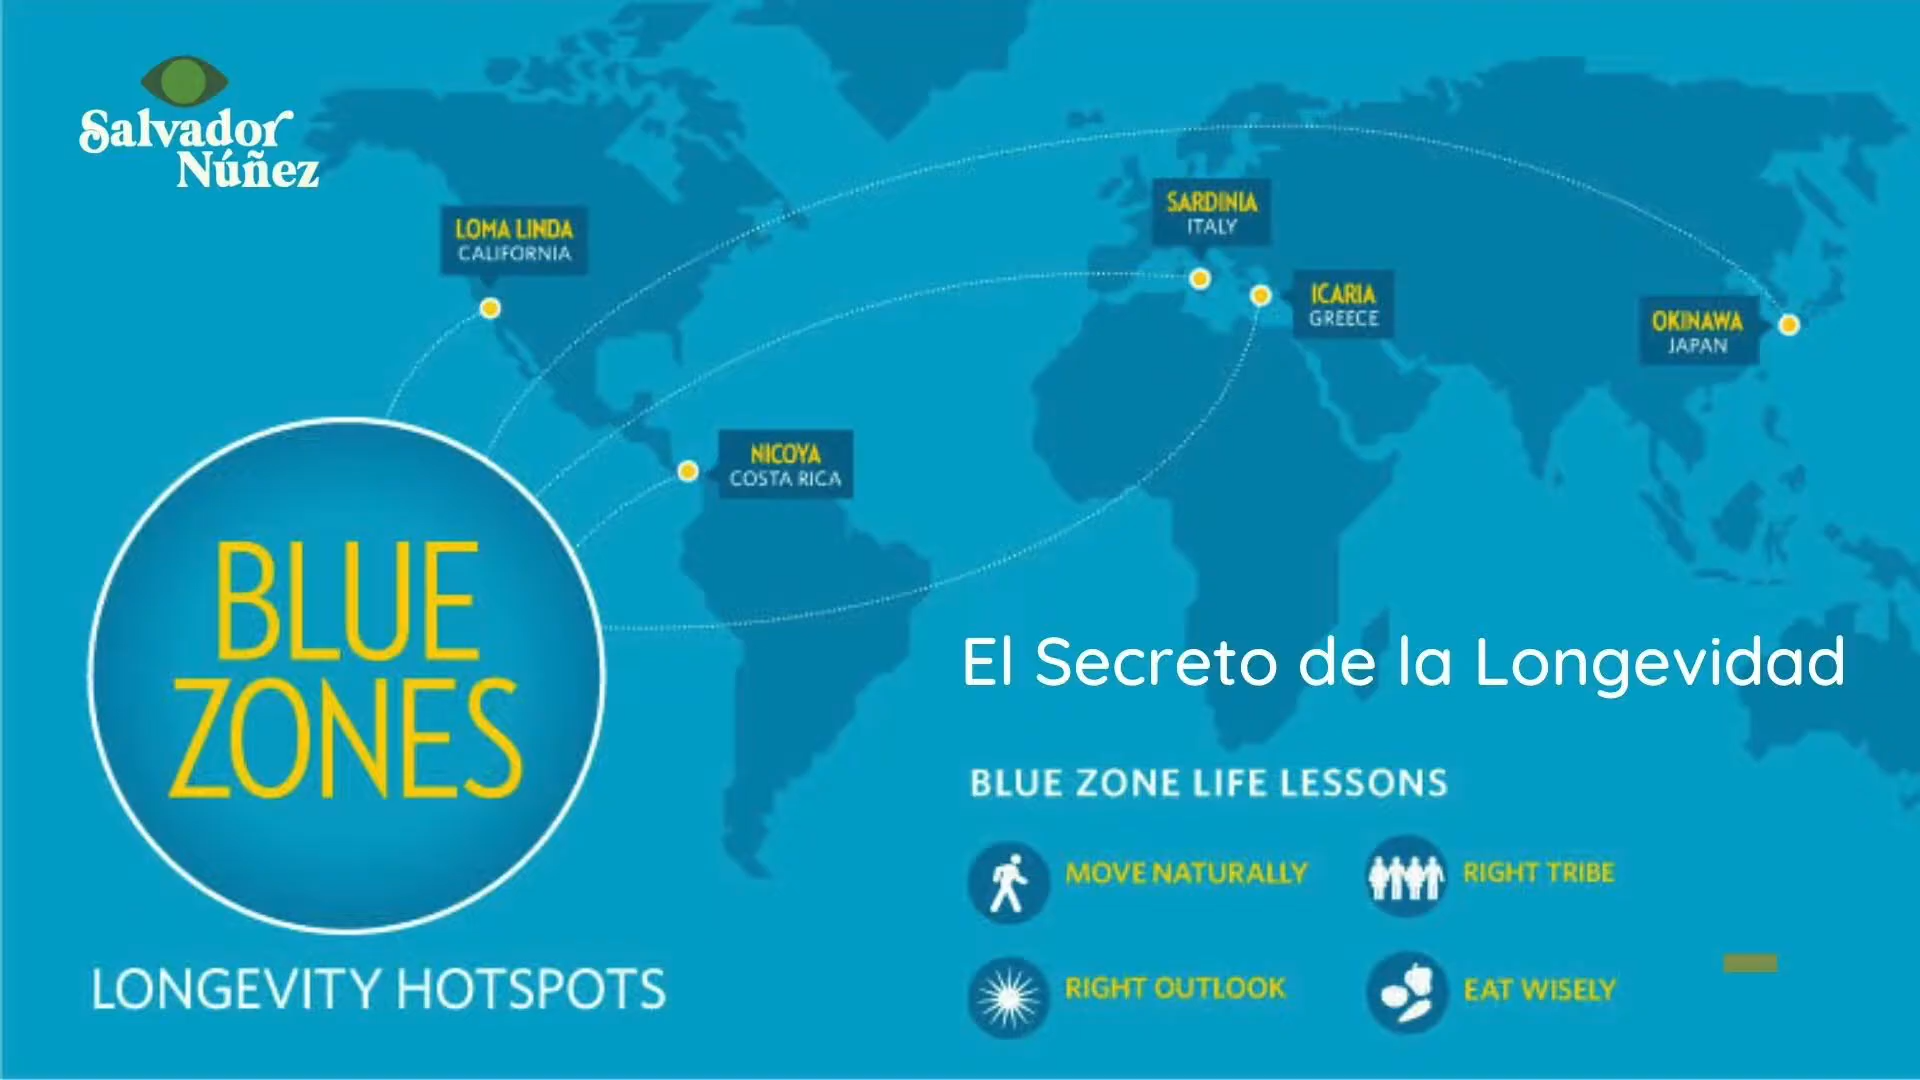 Salvador
Núñez
LOMA LINDA
CALIFORNIA
SARDINIA
ITALY
ICARIA
GREECE
OKINAWA
JAPAN
NICOYA
COSTA RICA
BLUE
ZONES
LONGEVITY HOTSPOTS
El Secreto de la Longevidad
BLUE ZONE LIFE LESSONS
MOVE NATURALLY
RIGHT TRIBE
RIGHT OUTLOOK
EAT WISELY